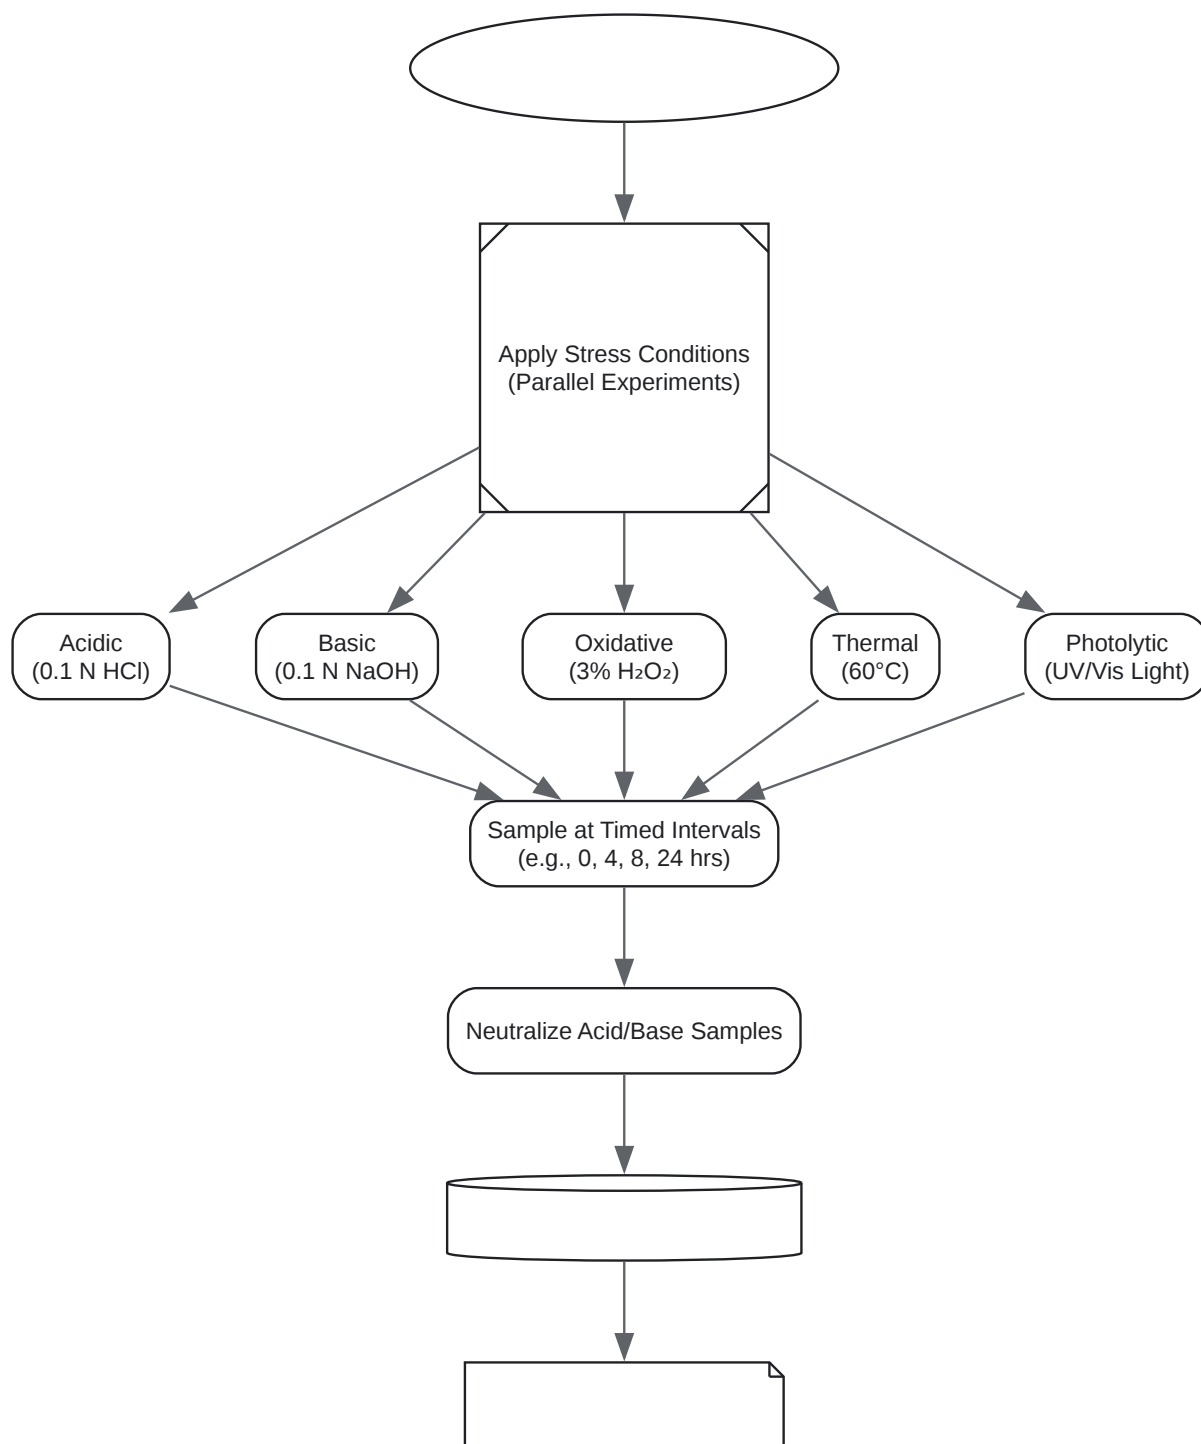 Apply Stress Conditions
(Parallel Experiments)
Acidic
(0.1 N HCl)
Basic
(0.1 N NaOH)
Oxidative
(3% H₂O₂)
Thermal
(60°C)
Photolytic
(UV/Vis Light)
Sample at Timed Intervals
(e.g., 0, 4, 8, 24 hrs)
Neutralize Acid/Base Samples